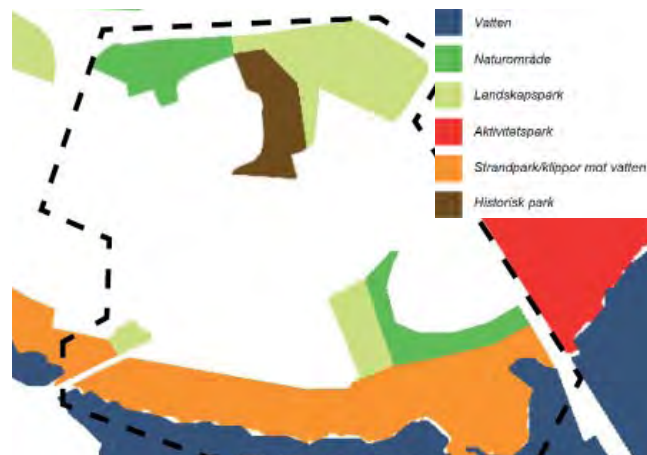 Vatten
Naturområde
Landskapspark
Aktivitetspark
Strandpark/klippor mot vatten
Historisk park